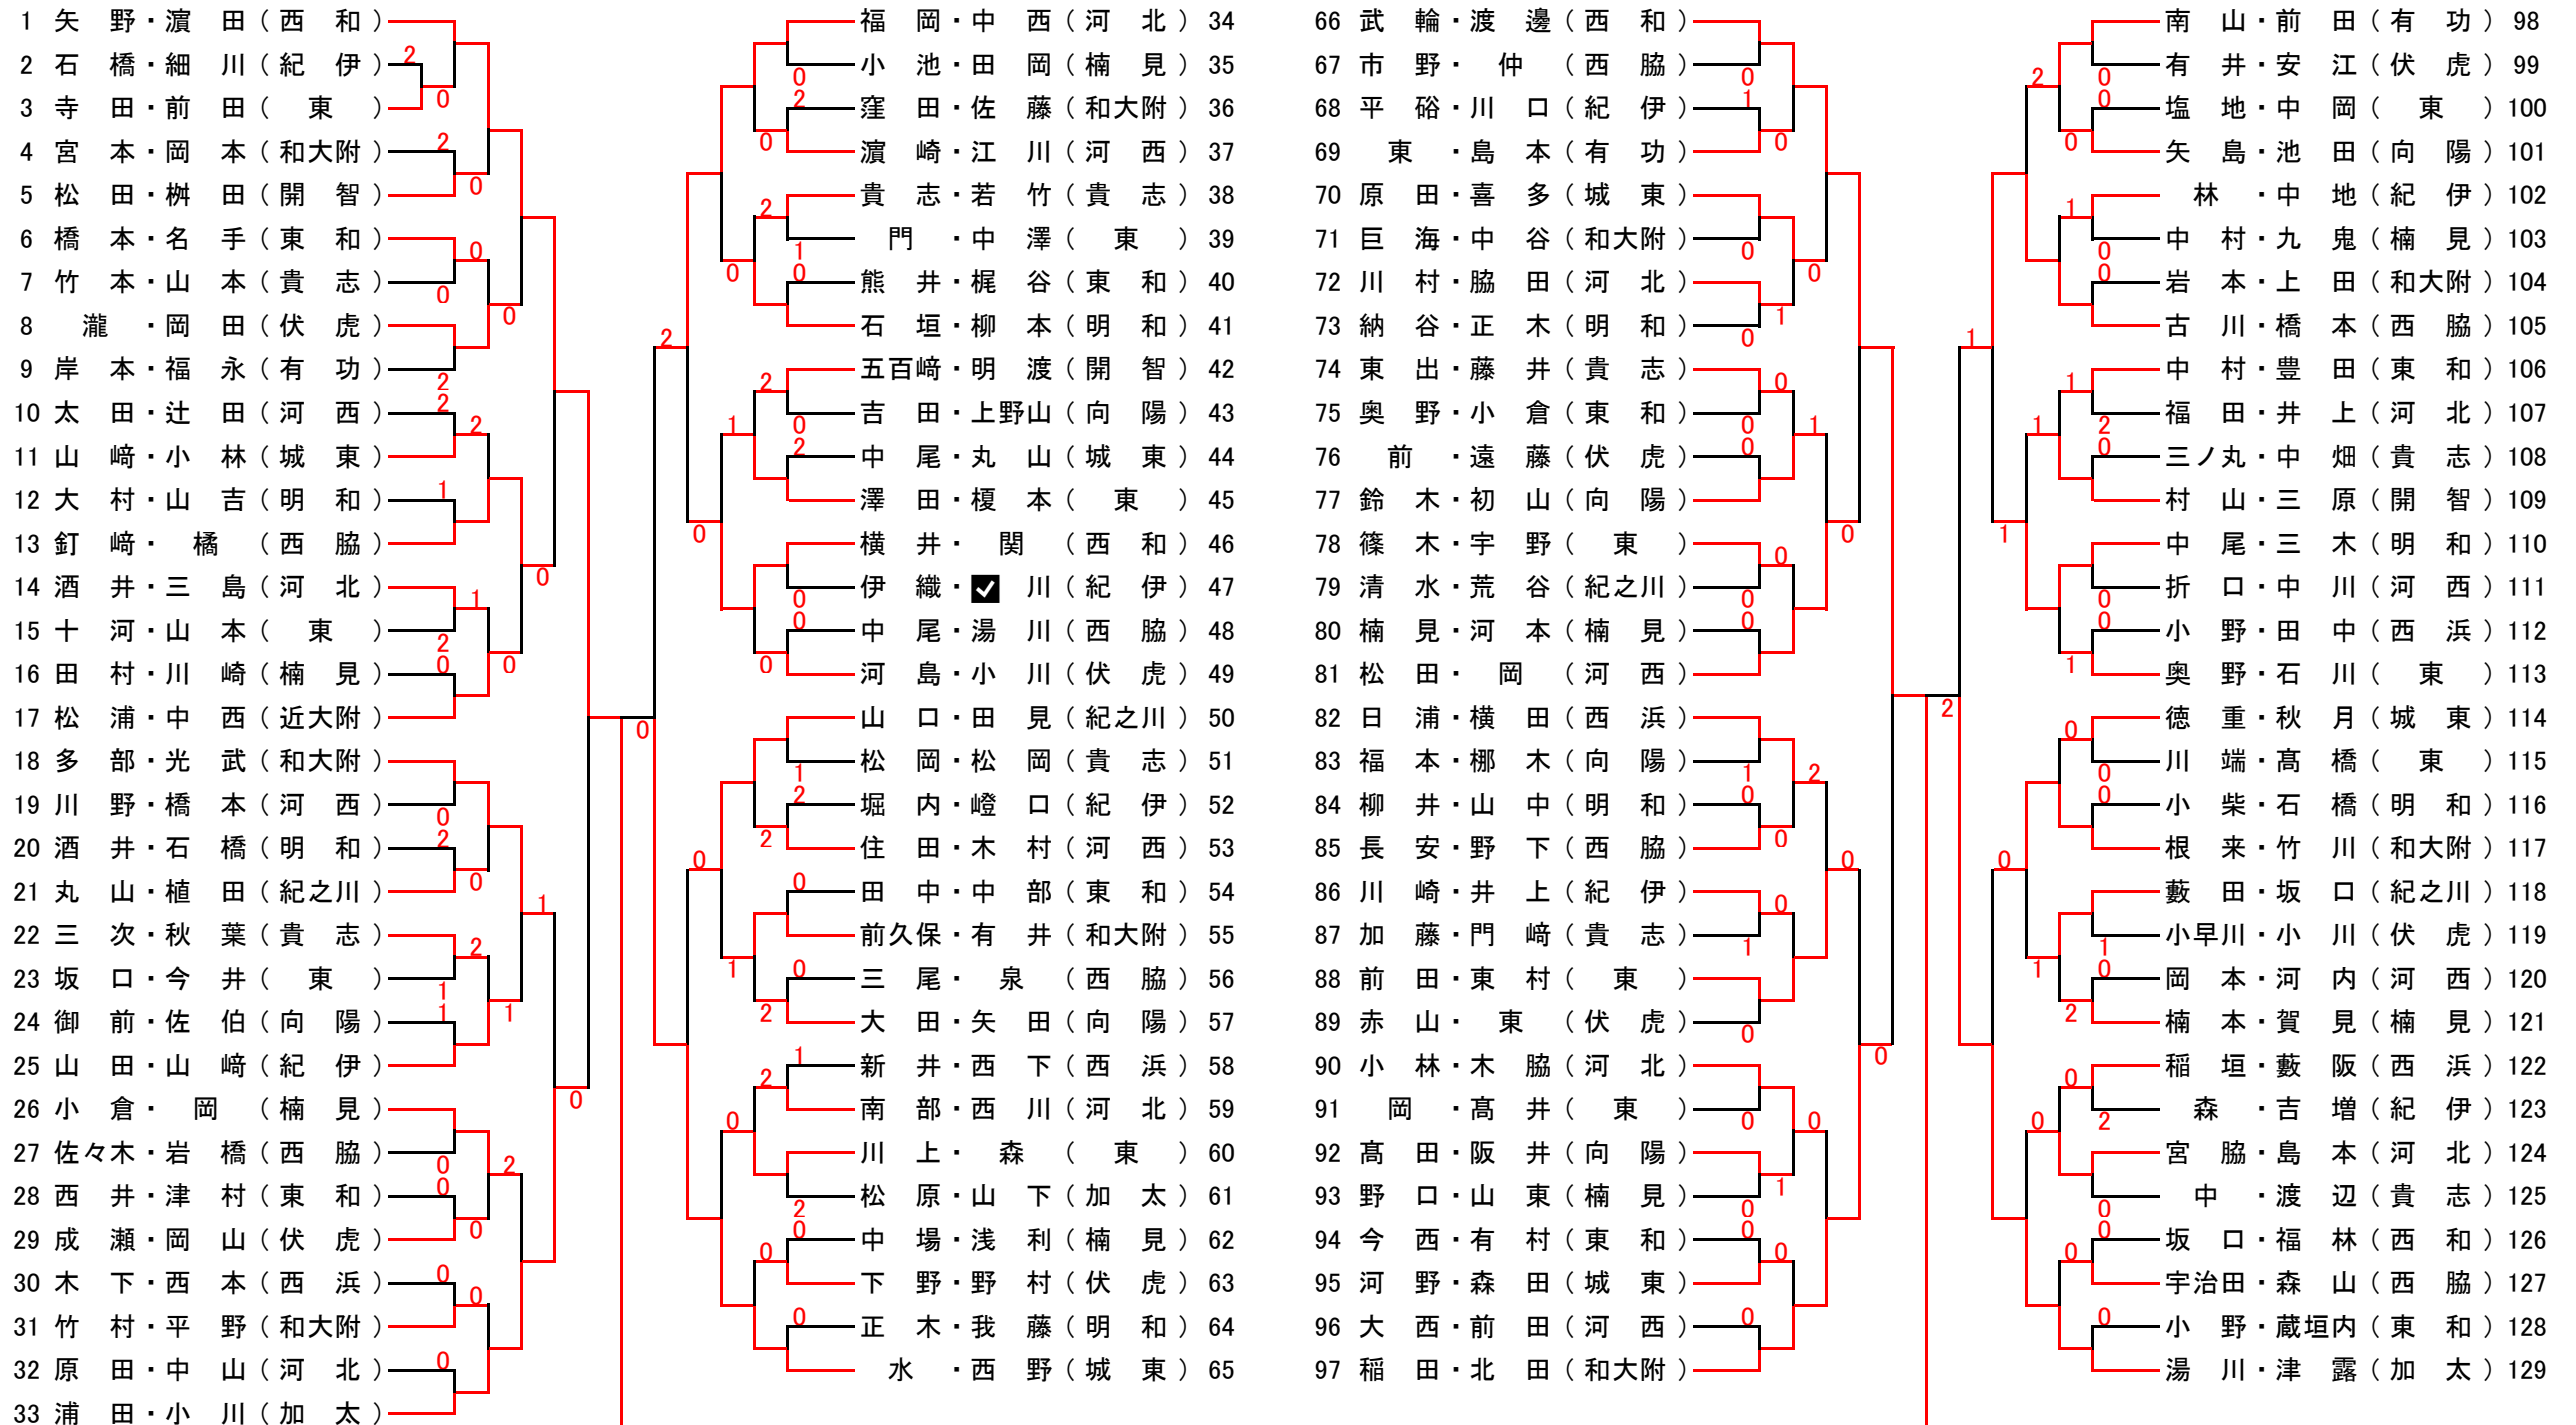 1 矢野・濵田(西和)
2 石橋・細川(紀伊)
3 寺田・前田(東)
4 宮本・岡本(和大附)
5 松田・桝田(開智)
6 橋本・名手(東和)
7 竹本・山本(貴志)
8 瀧・岡田(伏虎)
9 岸本・福永(有功)
10 太田・辻田(河西)
11 山﨑・小林(城東)
12 大村・山吉(明和)
13 釘﨑・橘(西脇)
14 酒井・三島(河北)
15 十河・山本(東)
16 田村・川崎(楠見)
17 松浦・中西(近大附)
18 多部・光武(和大附)
19 川野・橋本(河西)
20 酒井・石橋(明和)
21 丸山・植田(紀之川)
22 三次・秋葉(貴志)
23 坂口・今井(東)
24 御前・佐伯(向陽)
25 山田・山﨑(紀伊)
26 小倉・岡(楠見)
27 佐々木・岩橋(西脇)
28 西井・津村(東和)
29 成瀬・岡山(伏虎)
30 木下・西本(西浜)
31 竹村・平野(和大附)
32 原田・中山(河北)
33 浦田・小川(加太)
福岡・中西(河北) 34
小池・田岡(楠見) 35
窪田・佐藤(和大附) 36
濵崎・江川(河西) 37
貴志・若竹(貴志) 38
門・中澤(東) 39
熊井・梶谷(東和) 40
石垣・柳本(明和) 41
五百﨑・明渡(開智) 42
吉田・上野山(向陽) 43
中尾・丸山(城東) 44
澤田・榎本(東) 45
横井・関(西和) 46
伊織・川(紀伊) 47
中尾・湯川(西脇) 48
河島・小川(伏虎) 49
山口・田見(紀之川) 50
松岡・松岡(貴志) 51
堀内・嶝口(紀伊) 52
住田・木村(河西) 53
田中・中部(東和) 54
前久保・有井(和大附) 55
三尾・泉(西脇) 56
大田・矢田(向陽) 57
新井・西下(西浜) 58
南部・西川(河北) 59
川上・森(東) 60
松原・山下(加太) 61
中場・浅利(楠見) 62
下野・野村(伏虎) 63
正木・我藤(明和) 64
水・西野(城東) 65
66 武輪・渡邊(西和)
67 市野・仲(西脇)
68 平硲・川口(紀伊)
69 東・島本(有功)
70 原田・喜多(城東)
71 巨海・中谷(和大附)
72 川村・脇田(河北)
73 納谷・正木(明和)
74 東出・藤井(貴志)
75 奥野・小倉(東和)
76 前・遠藤(伏虎)
77 鈴木・初山(向陽)
78 篠木・宇野(東)
79 清水・荒谷(紀之川)
80 楠見・河本(楠見)
81 松田・岡(河西)
82 日浦・横田(西浜)
83 福本・梛木(向陽)
84 柳井・山中(明和)
85 長安・野下(西脇)
86 川崎・井上(紀伊)
87 加藤・門﨑(貴志)
88 前田・東村(東)
89 赤山・東(伏虎)
90 小林・木脇(河北)
91 岡・髙井(東)
92 髙田・阪井(向陽)
93 野口・山東(楠見)
94 今西・有村(東和)
95 河野・森田(城東)
96 大西・前田(河西)
97 稲田・北田(和大附)
南山・前田(有功) 98
有井・安江(伏虎) 99
塩地・中岡(東) 100
矢島・池田(向陽) 101
林・中地(紀伊) 102
中村・九鬼(楠見) 103
岩本・上田(和大附) 104
古川・橋本(西脇) 105
中村・豊田(東和) 106
福田・井上(河北) 107
三ノ丸・中畑(貴志) 108
村山・三原(開智) 109
中尾・三木(明和) 110
折口・中川(河西) 111
小野・田中(西浜) 112
奥野・石川(東) 113
徳重・秋月(城東) 114
川端・髙橋(東) 115
小柴・石橋(明和) 116
根来・竹川(和大附) 117
藪田・坂口(紀之川) 118
小早川・小川(伏虎) 119
岡本・河内(河西) 120
楠本・賀見(楠見) 121
稲垣・藪阪(西浜) 122
森・吉増(紀伊) 123
宮脇・島本(河北) 124
中・渡辺(貴志) 125
坂口・福林(西和) 126
宇治田・森山(西脇) 127
小野・蔵垣内(東和) 128
湯川・津露(加太) 129